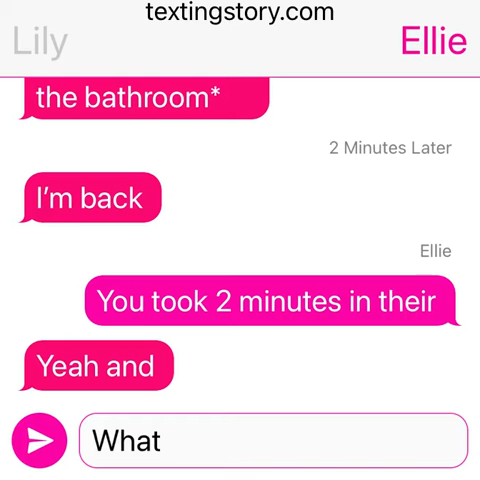 textingstory.com
Lily
Ellie
the bathroom*
2 Minutes Later
I’m back
Ellie
You took 2 minutes in their
Yeah and
What